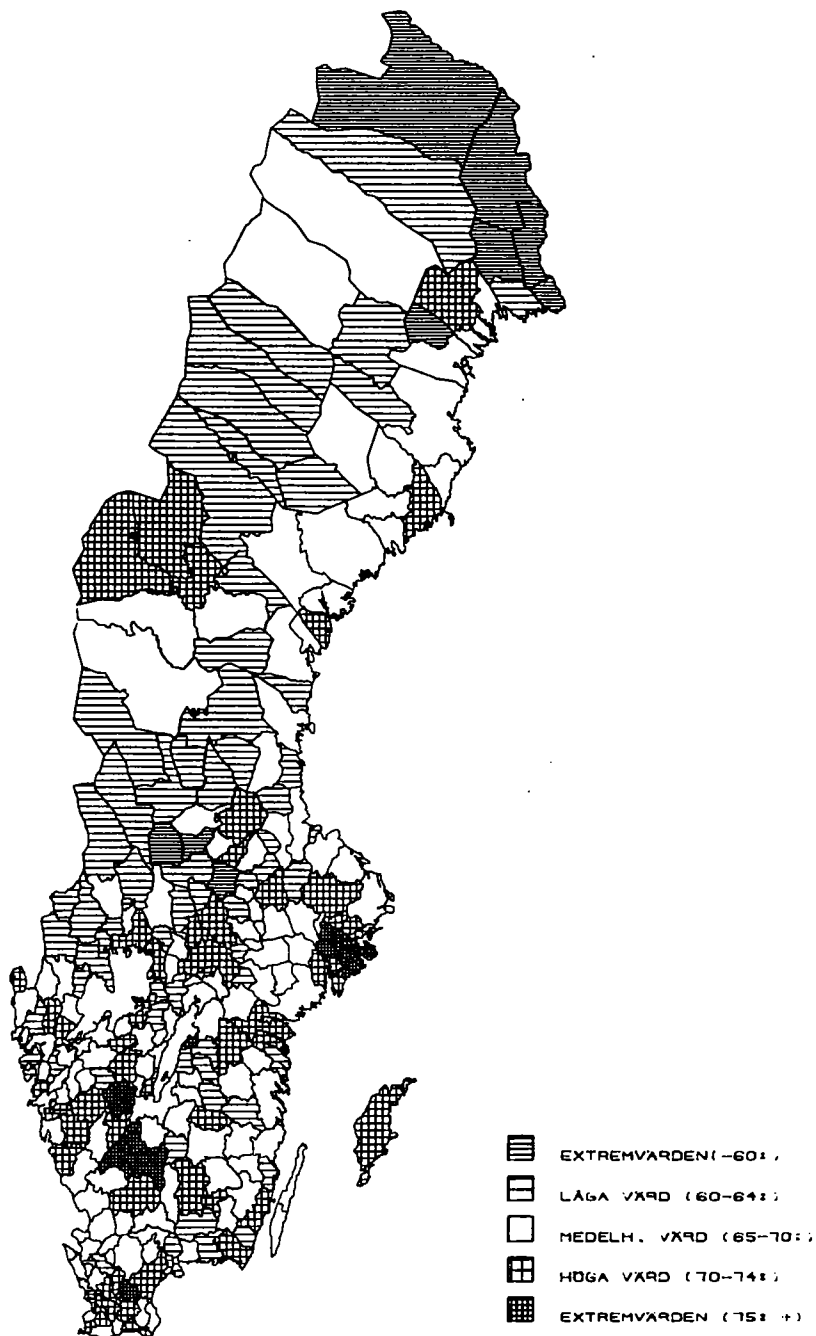 EXTREMVÄRDEN(-60%)
LÅGA VÄRD (60-64%)
MEDELH. VÄRD (65-70%)
HÖGA VÄRD (70-74%)
EXTREMVÄRDEN (75% +)